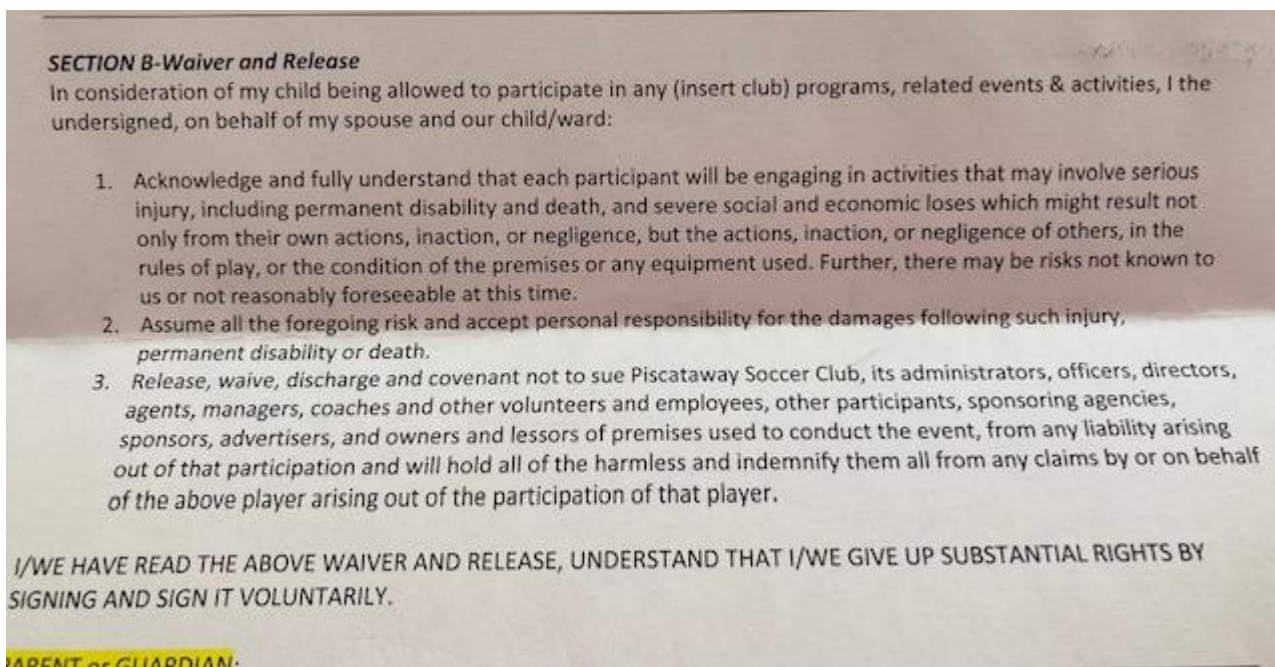 SECTION B-Waiver and Release
In consideration of my child being allowed to participate in any (insert club) programs, related events & activities, I the
undersigned, on behalf of my spouse and our child/ward:
1. Acknowledge and fully understand that each participant will be engaging in activities that may involve serious
injury, including permanent disability and death, and severe social and economic loses which might result not
only from their own actions, inaction, or negligence, but the actions, inaction, or negligence of others, in the
rules of play, or the condition of the premises or any equipment used. Further, there may be risks not known to
us or not reasonably foreseeable at this time.
2. Assume all the foregoing risk and accept personal responsibility for the damages following such injury,
permanent disability or death.
3. Release, waive, discharge and covenant not to sue Piscataway Soccer Club, its administrators, officers, directors,
agents, managers, coaches and other volunteers and employees, other participants, sponsoring agencies,
sponsors, advertisers, and owners and lessors of premises used to conduct the event, from any liability arising
out of that participation and will hold all of the harmless and indemnify them all from any claims by or on behalf
of the above player arising out of the participation of that player.
I/WE HAVE READ THE ABOVE WAIVER AND RELEASE, UNDERSTAND THAT I/WE GIVE UP SUBSTANTIAL RIGHTS BY
SIGNING AND SIGN IT VOLUNTARILY.
PARENT or GUARDIAN: